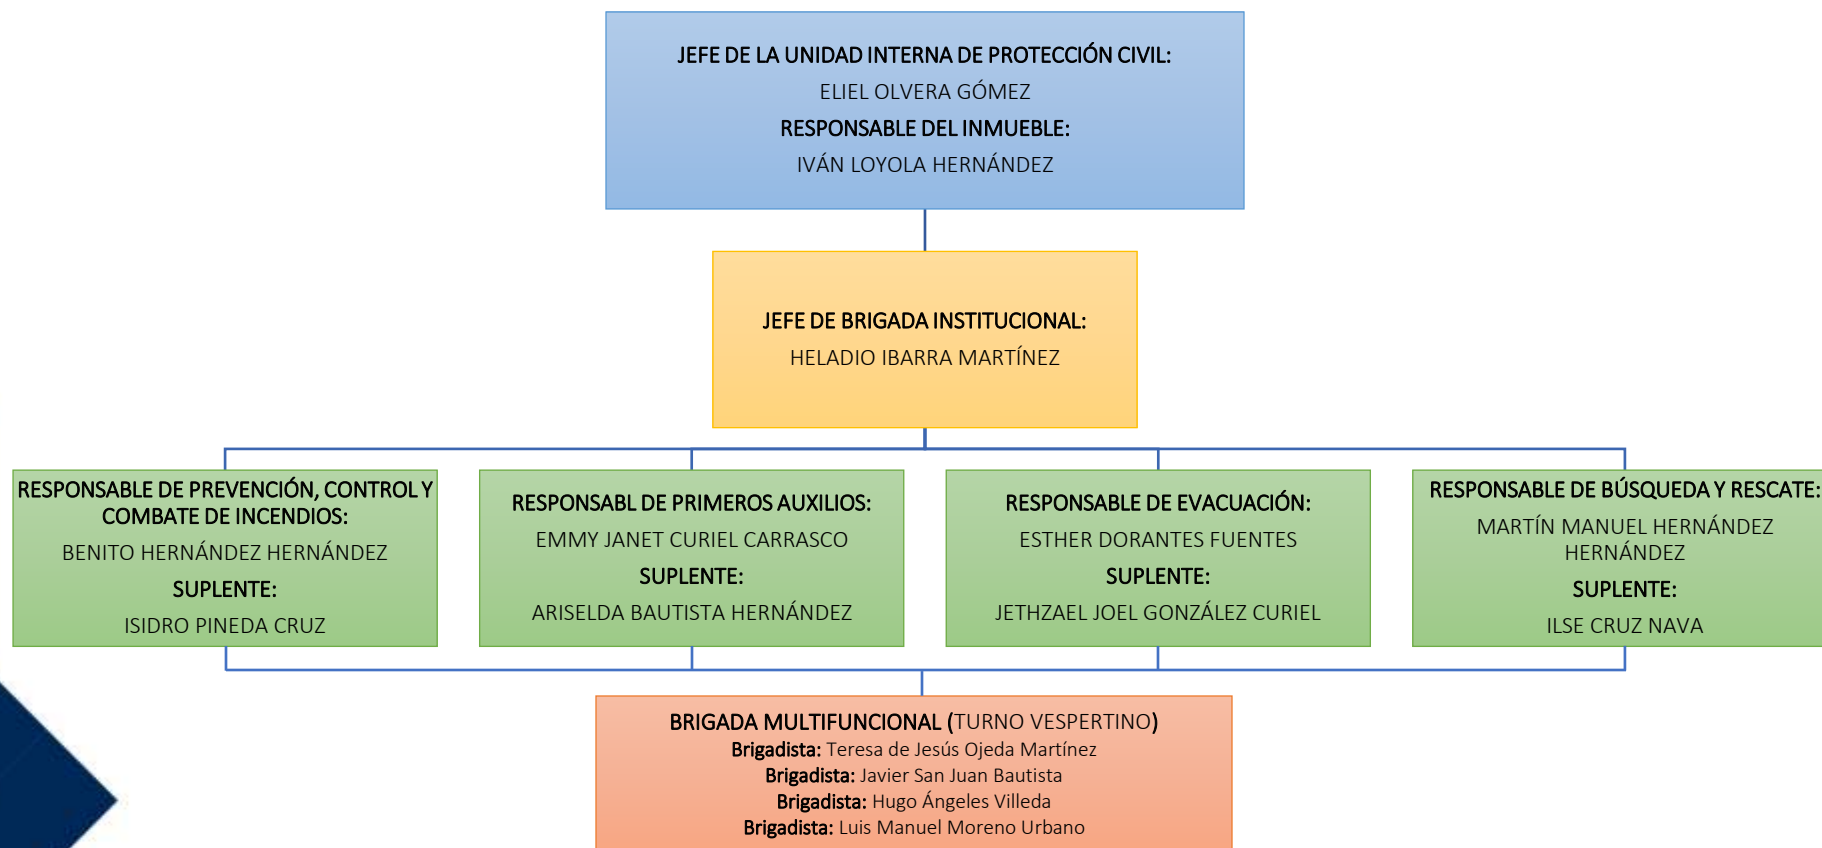 JEFE DE LA UNIDAD INTERNA DE PROTECCIÓN CIVIL:
ELIEL OLVERA GÓMEZ
RESPONSABLE DEL INMUEBLE:
IVÁN LOYOLA HERNÁNDEZ
JEFE DE BRIGADA INSTITUCIONAL:
HELADIO IBARRA MARTÍNEZ
RESPONSABLE DE PREVENCIÓN, CONTROL Y
COMBATE DE INCENDIOS:
BENITO HERNÁNDEZ HERNÁNDEZ
SUPLENTE:
ISIDRO PINEDA CRUZ
RESPONSABL DE PRIMEROS AUXILIOS:
EMMY JANET CURIEL CARRASCO
SUPLENTE:
ARISELDA BAUTISTA HERNÁNDEZ
RESPONSABLE DE EVACUACIÓN:
ESTHER DORANTES FUENTES
SUPLENTE:
JETHZAEL JOEL GONZÁLEZ CURIEL
RESPONSABLE DE BÚSQUEDA Y RESCATE:
MARTÍN MANUEL HERNÁNDEZ
HERNÁNDEZ
SUPLENTE:
ILSE CRUZ NAVA
BRIGADA MULTIFUNCIONAL (TURNO VESPERTINO)
Brigadista: Teresa de Jesús Ojeda Martínez
Brigadista: Javier San Juan Bautista
Brigadista: Hugo Ángeles Villeda
Brigadista: Luis Manuel Moreno Urbano